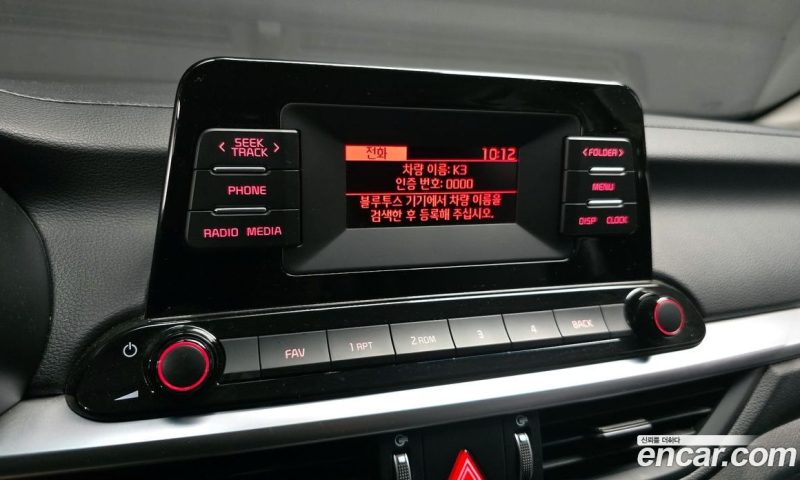 SEEK
TRACK
PHONE
RADIO MEDIA
전화 10:12
차량 이름: K3
인증 번호: 0000
블루투스 기기에서 차량 이름을
검색한 후 등록해 주십시오.
FOLDER
MENU
DISP CLOCK
FAV
1 RPT
2 RDM
3
4
BACK
신뢰를 더하다
encar.com